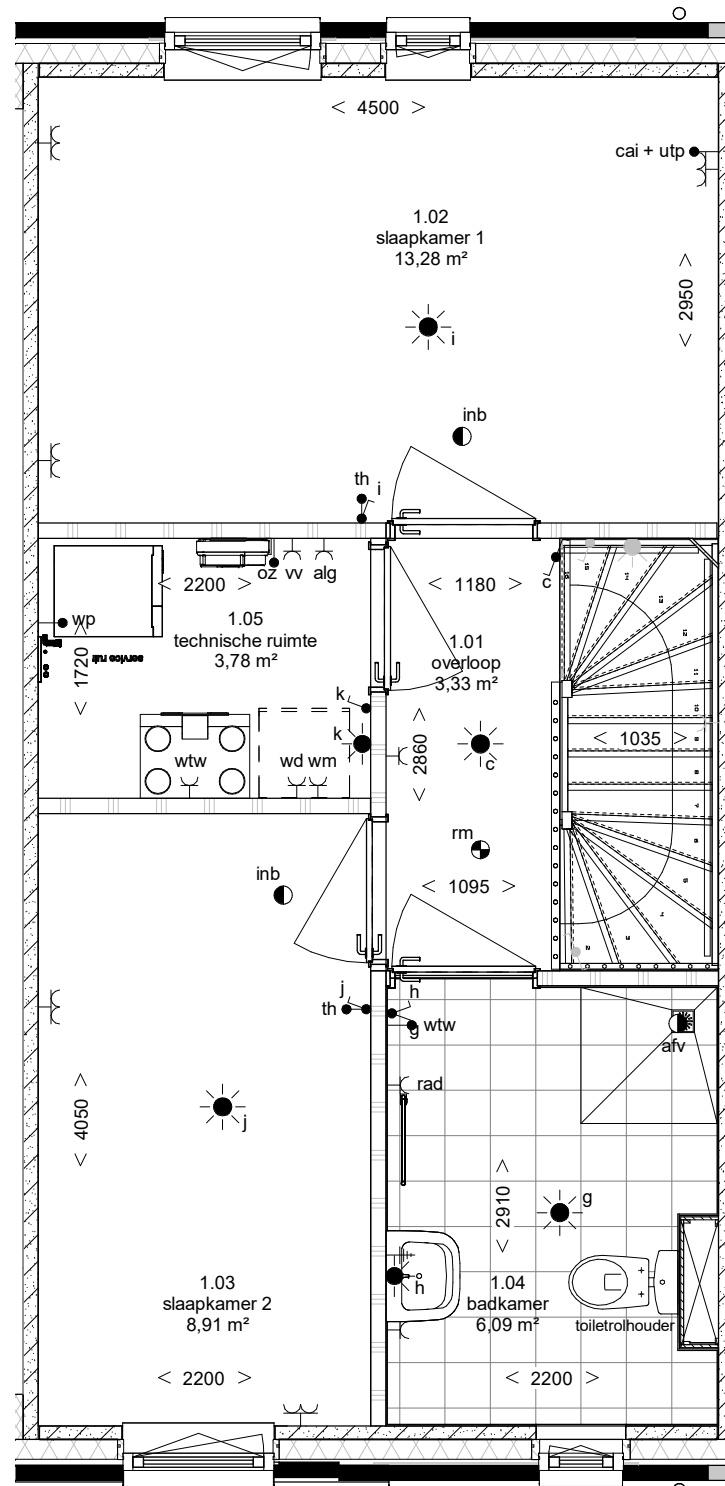 < 4500 >
cai + utp
1.02
slaapkamer 1
13,28 m²
< 2950 >
i
inb
th
i
oz
vv
alg
< 2200 >
< 1180 >
c
wp
1.05
technische ruimte
3,78 m²
1.01
overloop
3,33 m²
< 1720 >
k
k
wtw
wd
wm
< 2860 >
c
< 1035 >
rm
inb
< 1095 >
j
th
h
g
wtw
afv
rad
< 4050 >
j
< 2910 >
g
1.03
slaapkamer 2
8,91 m²
h
1.04
badkamer
6,09 m²
toiletrolhouder
< 2200 >
< 2200 >